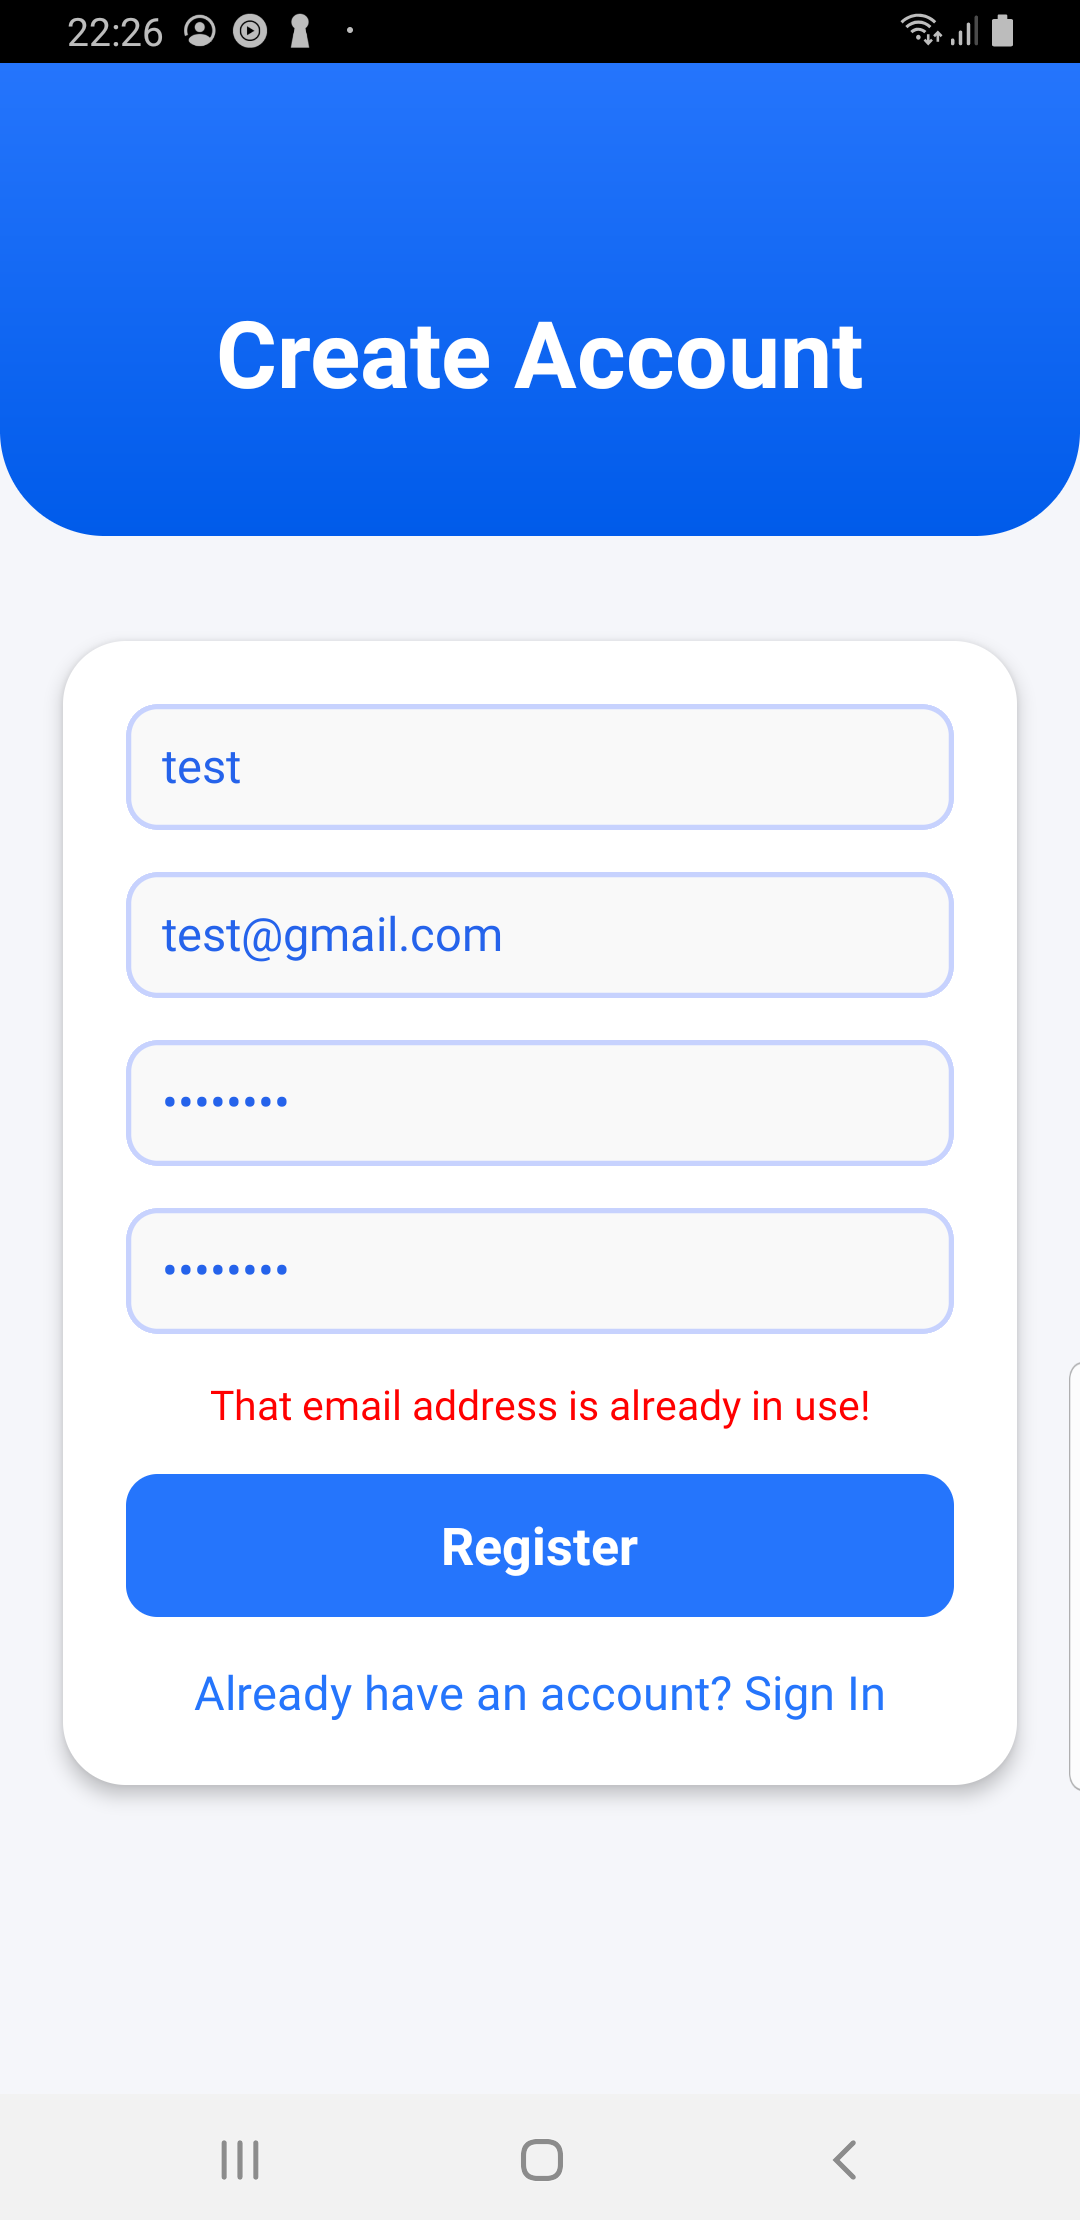 22:26
Create Account
test
test@gmail.com
••••••••
••••••••
That email address is already in use!
Register
Already have an account? Sign In